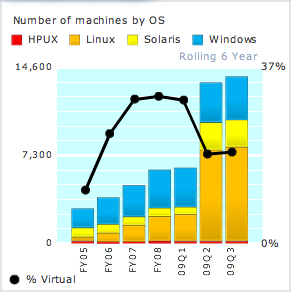 Number of machines by OS
HPUX Linux Solaris Windows
Rolling 6 Year
14,600 37%
7,300
0 0%
FY05 FY06 FY07 FY08 09Q1 09Q2 09Q3
% Virtual